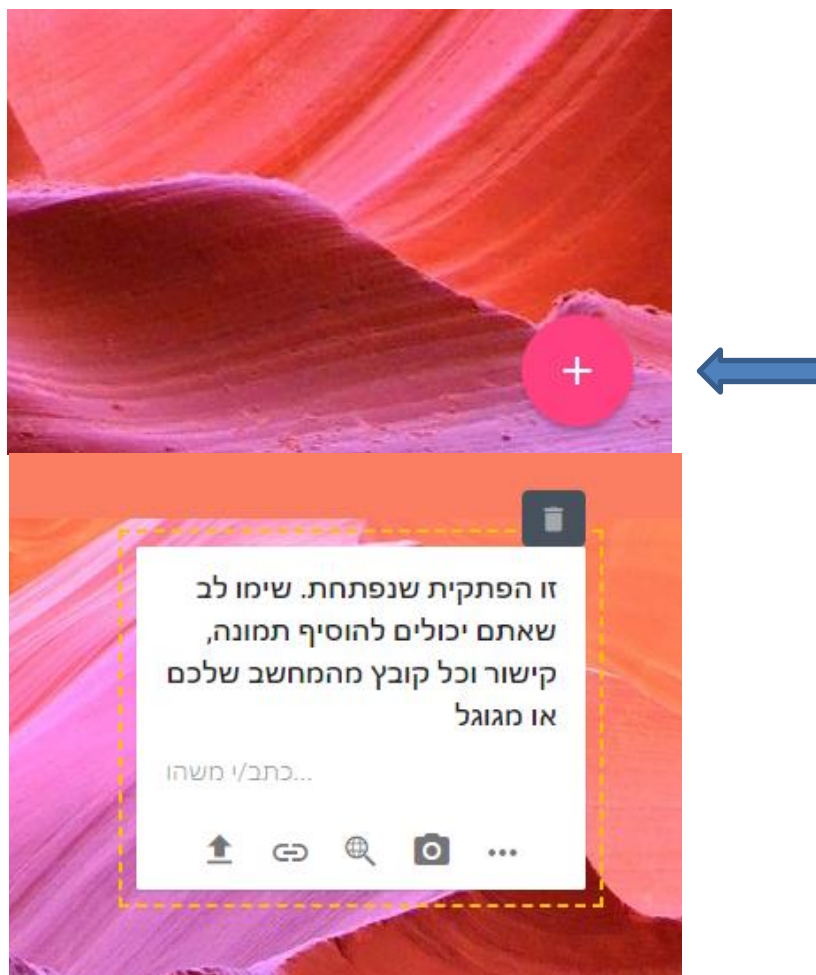 זו הפתקית שנפתחת. שימו לב
שאתם יכולים להוסיף תמונה,
קישור וכל קובץ מהמחשב שלכם
או מגוגל
כתב/י משהו...